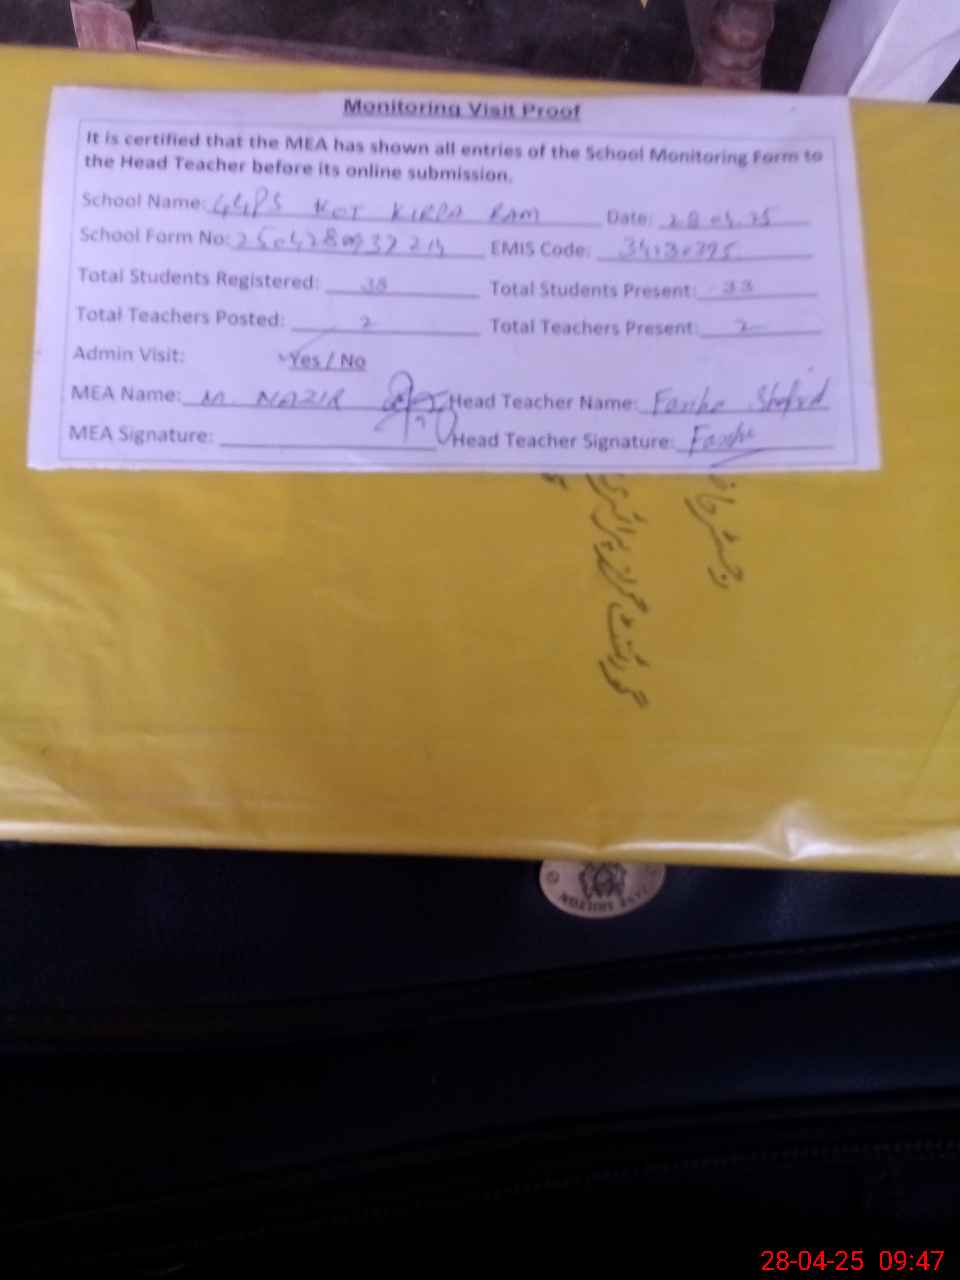 Monitoring Visit Proof
It is certified that the MEA has shown all entries of the School Monitoring Form to
the Head Teacher before its online submission.
School Name: GGPS KOT KIRPA RAM Date: 28.04.25
School Form No: EMIS Code:
Total Students Registered: 38 Total Students Present: 33
Total Teachers Posted: 2 Total Teachers Present: 2
Admin Visit: Yes / No
MEA Name: M. NAZIR Head Teacher Name: Shahid
MEA Signature: Head Teacher Signature:
رجسٹر
گورنمنٹ
28-04-25 09:47